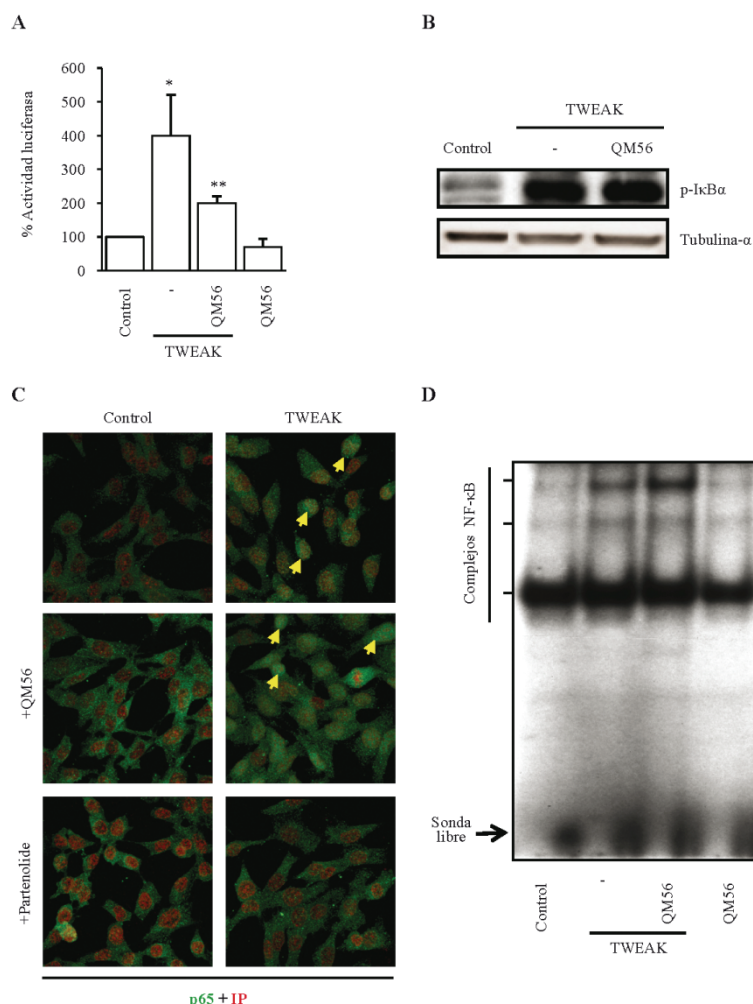 A
% Actividad luciferasa
600
500
400
300
200
100
0
*
**
Control
-
QM56
QM56
TWEAK
B
TWEAK
Control
-
QM56
p-IκBα
Tubulina-α
C
Control
TWEAK
+QM56
+Partenolide
p65 + IP
D
Complejos NF-κB
Sonda
libre
Control
-
QM56
QM56
TWEAK